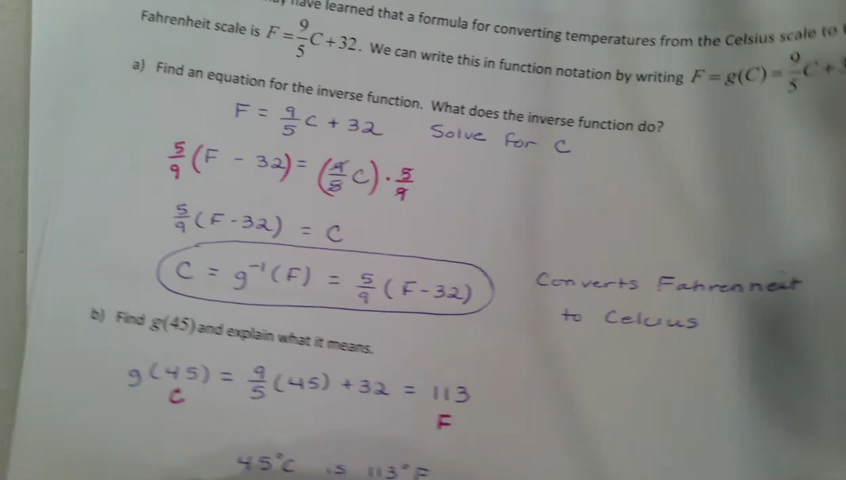 have learned that a formula for converting temperatures from the Celsius scale to
Fahrenheit scale is F = 9/5 C + 32. We can write this in function notation by writing F = g(C) = 9/5 C +
a) Find an equation for the inverse function. What does the inverse function do?
F = 9/5 C + 32 Solve for C
5/9 (F - 32) = (9/5 C) · 5/9
5/9 (F - 32) = C
C = g⁻¹(F) = 5/9 (F - 32) Converts Fahrenheit
to Celcius
b) Find g(45) and explain what it means.
g(45) = 9/5 (45) + 32 = 113
C F
45°C is 113°F